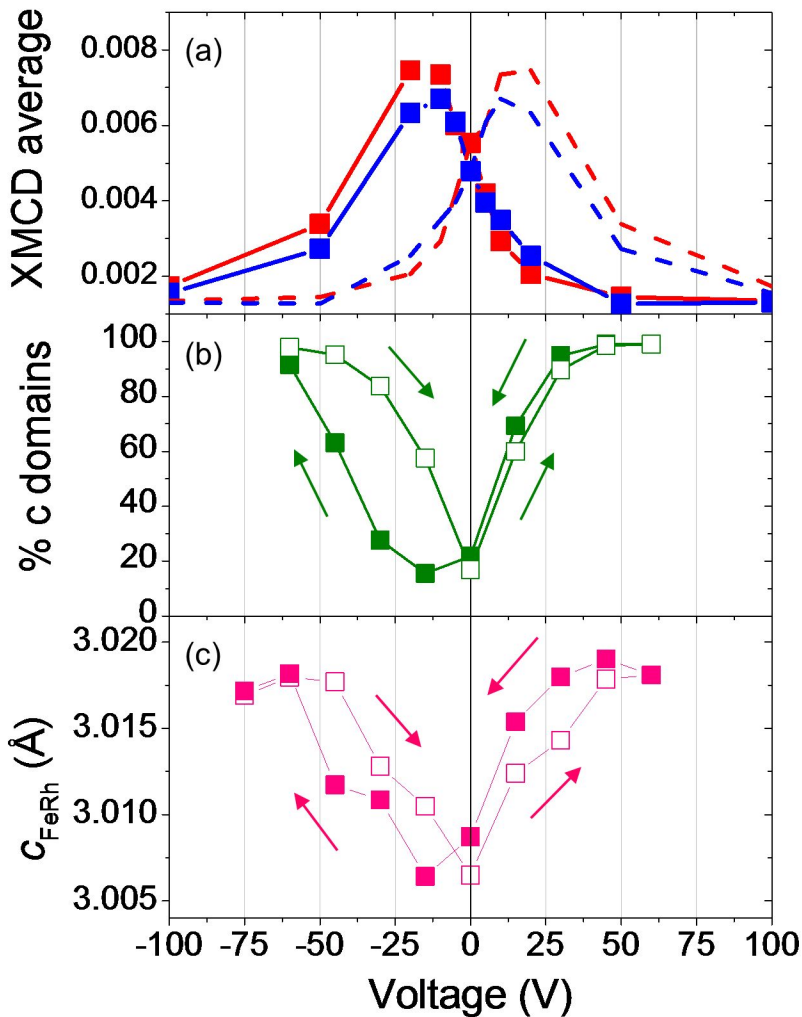 (a)
XMCD average
0.008
0.006
0.004
0.002
(b)
% c domains
100
80
60
40
20
0
(c)
c_FeRh (Å)
3.020
3.015
3.010
3.005
-100 -75 -50 -25 0 25 50 75 100
Voltage (V)